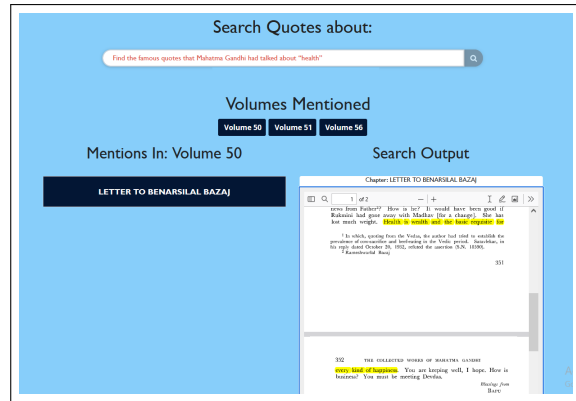 Search Quotes about:
Find the famous quotes that Mahatma Gandhi had talked about "health"
Volumes Mentioned
Volume 50 Volume 51 Volume 56
Mentions In: Volume 50
LETTER TO BENARSILAL BAZAJ
Search Output
Chapter: LETTER TO BENARSILAL BAZAJ
1 of 2
news from Father²? How is he? It would have been good if
Rukmini had gone away with Madhav [for a change]. She has
lost much weight. Health is wealth and the basic requisite for
¹ In which, quoting from the Vedas, the author had tried to establish the
prevalence of cow-sacrifice and beef-eating in the Vedic period. Satavlekar, in
his reply dated October 20, 1932, refuted the assertion (S.N. 18590).
² Rameshwarlal Bazaj
351
352 THE COLLECTED WORKS OF MAHATMA GANDHI
every kind of happiness. You are keeping well, I hope. How is
business? You must be meeting Devdas.
Blessings from
BAPU